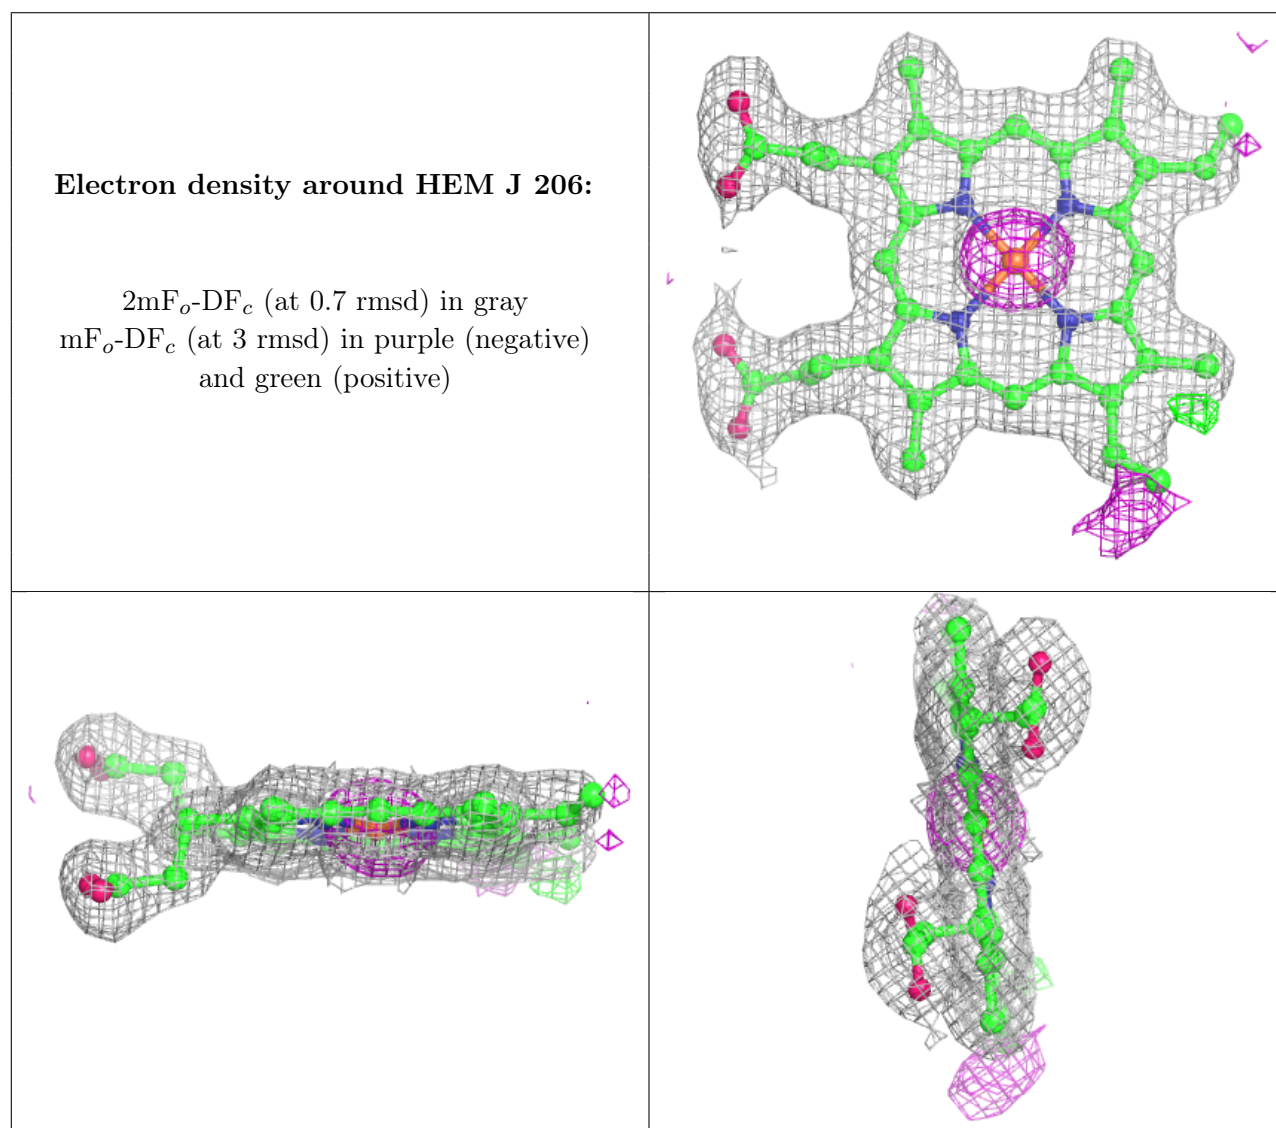 Electron density around HEM J 206:
2mFo-DFc (at 0.7 rmsd) in gray
mFo-DFc (at 3 rmsd) in purple (negative)
and green (positive)